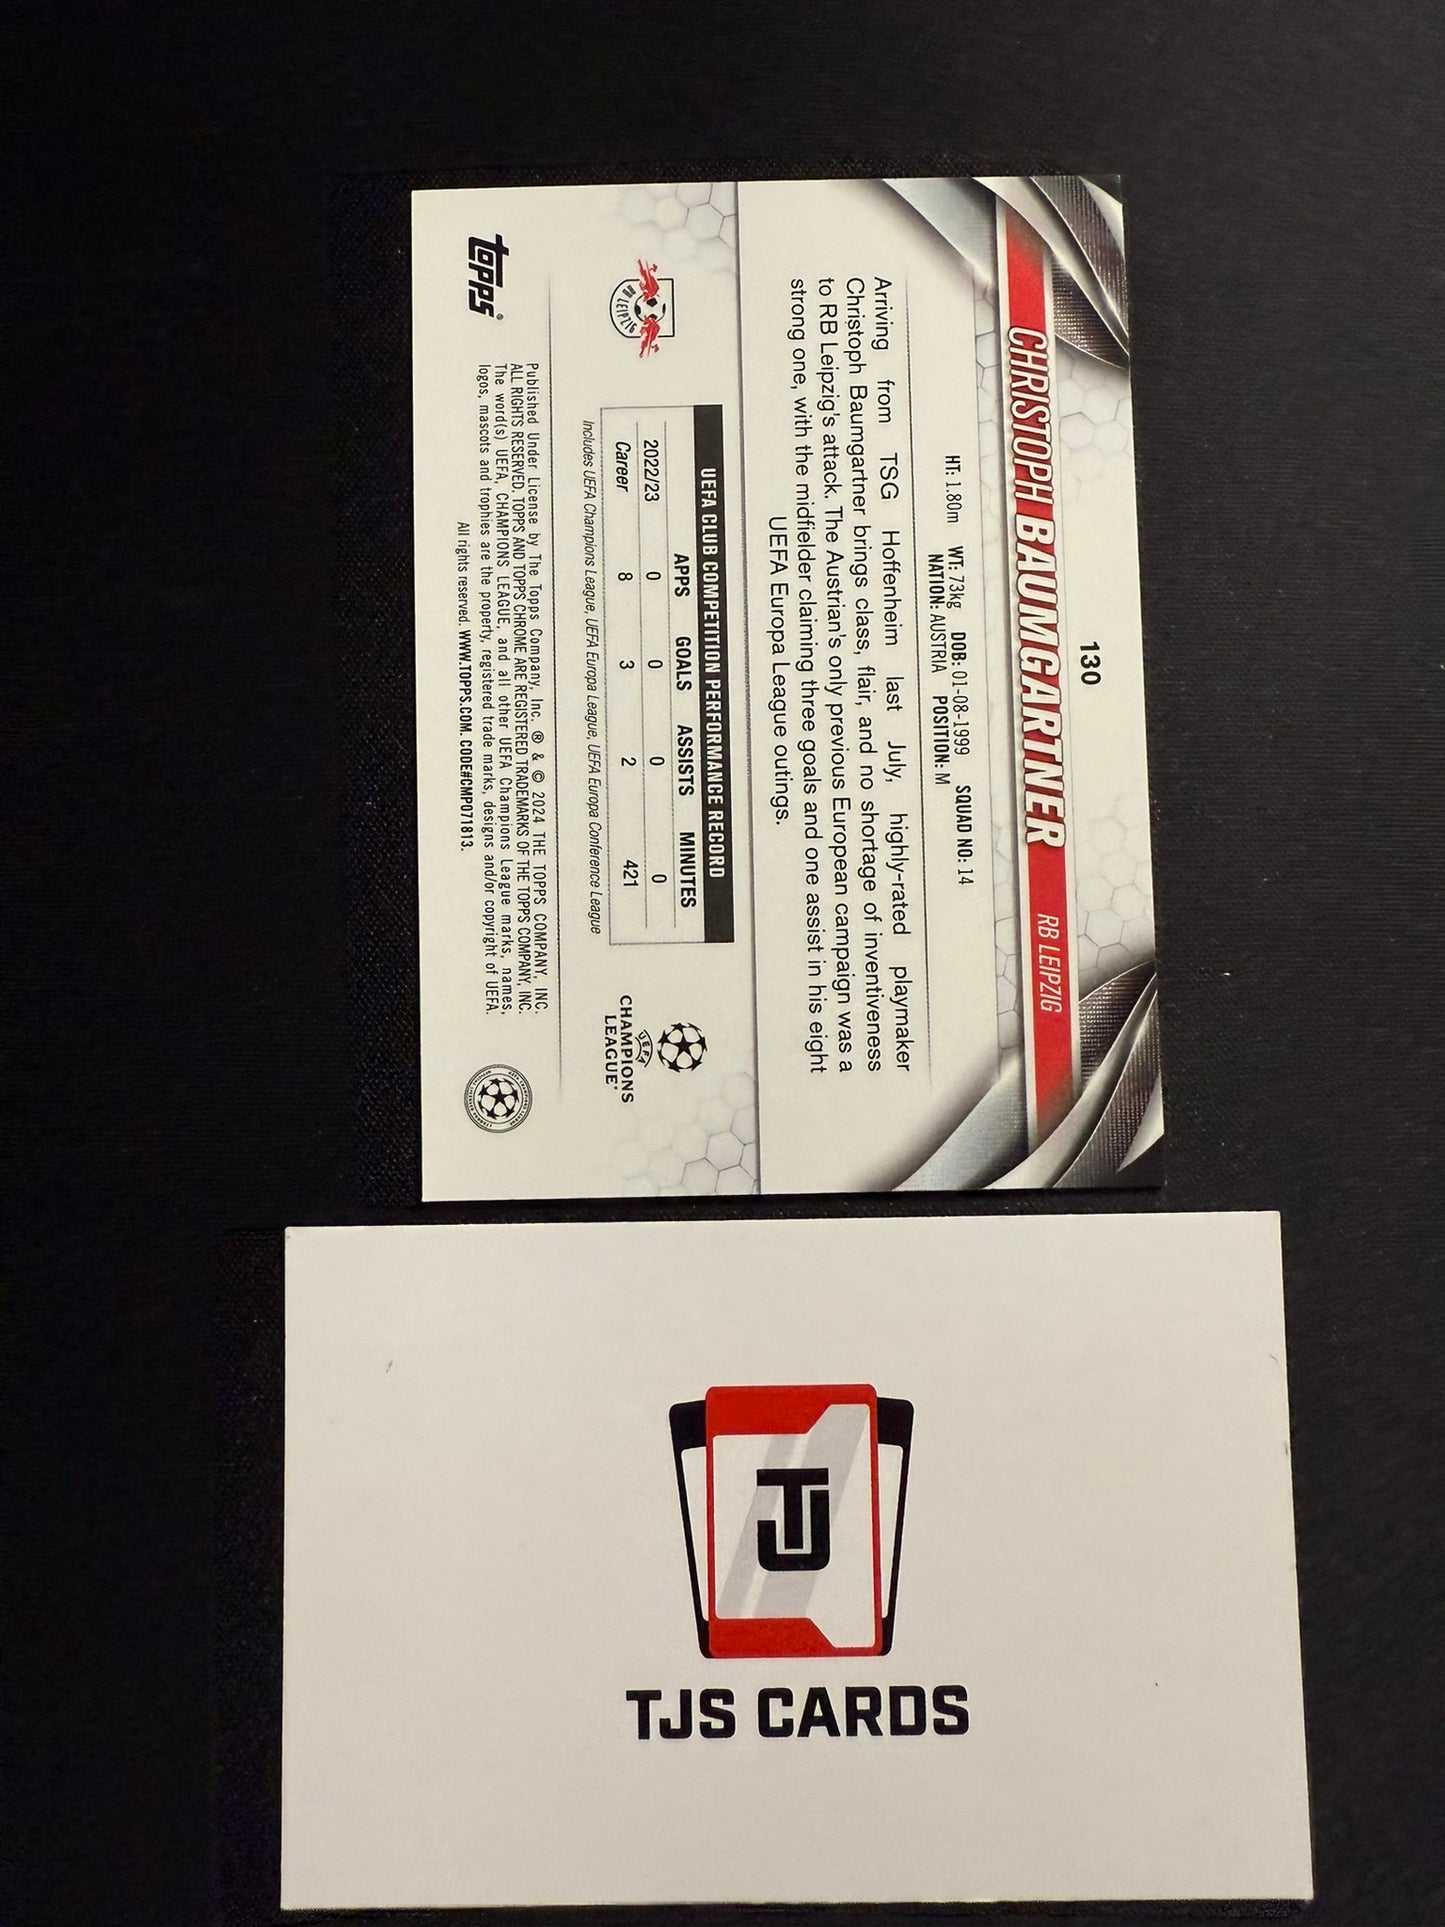 130
CHRISTOPH BAUMGARTNER RB LEIPZIG
HT: 1.80m WT: 73kg DOB: 01-08-1999 SQUAD NO: 14
NATION: AUSTRIA POSITION: M
Arriving from TSG Hoffenheim last July, highly-rated playmaker
Christoph Baumgartner brings class, flair, and no shortage of inventiveness
to RB Leipzig's attack. The Austrian's only previous European campaign was a
strong one, with the midfielder claiming three goals and one assist in his eight
UEFA Europa League outings.
RB LEIPZIG
UEFA CLUB COMPETITION PERFORMANCE RECORD
APPS GOALS ASSISTS MINUTES
2022/23 0 0 0 0
Career 8 3 2 421
Includes UEFA Champions League, UEFA Europa League, UEFA Europa Conference League
UEFA
CHAMPIONS
LEAGUE®
topps®
Published Under License by The Topps Company, Inc. ® & © 2024 THE TOPPS COMPANY, INC.
ALL RIGHTS RESERVED. TOPPS AND TOPPS CHROME ARE REGISTERED TRADEMARKS OF THE TOPPS COMPANY, INC.
The word(s) UEFA, CHAMPIONS LEAGUE, and all other UEFA Champions League marks, names,
logos, mascots and trophies are the property, registered trade marks, designs and/or copyright of UEFA.
All rights reserved. WWW.TOPPS.COM. CODE#CMP071813.
TJ
TJS CARDS